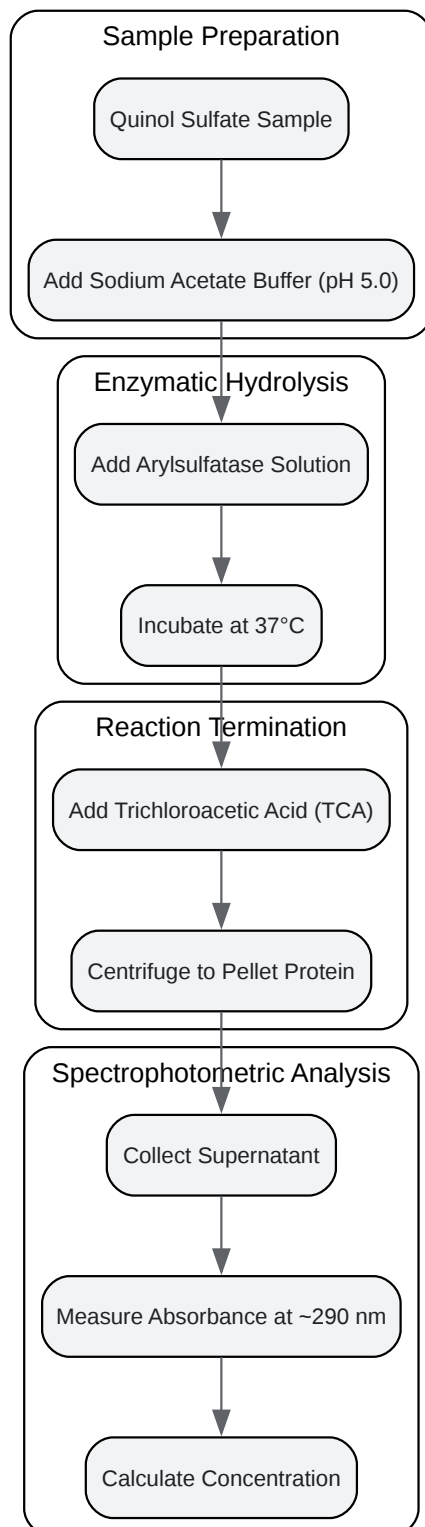 Sample Preparation
Quinol Sulfate Sample
Add Sodium Acetate Buffer (pH 5.0)
Enzymatic Hydrolysis
Add Arylsulfatase Solution
Incubate at 37°C
Reaction Termination
Add Trichloroacetic Acid (TCA)
Centrifuge to Pellet Protein
Spectrophotometric Analysis
Collect Supernatant
Measure Absorbance at ~290 nm
Calculate Concentration